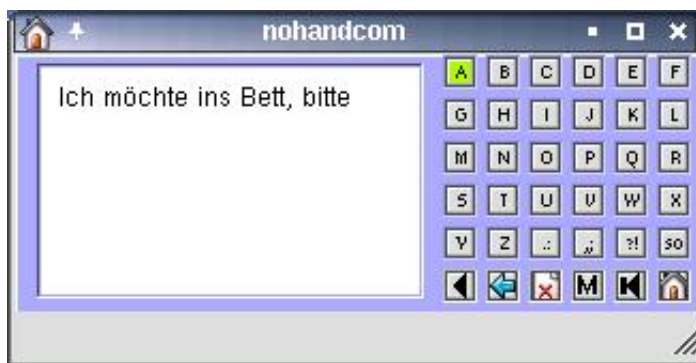 nohandcom
Ich möchte ins Bett, bitte
A B C D E F
G H I J K L
M N O P Q R
S T U V W X
Y Z .: ,; ?! SO
M